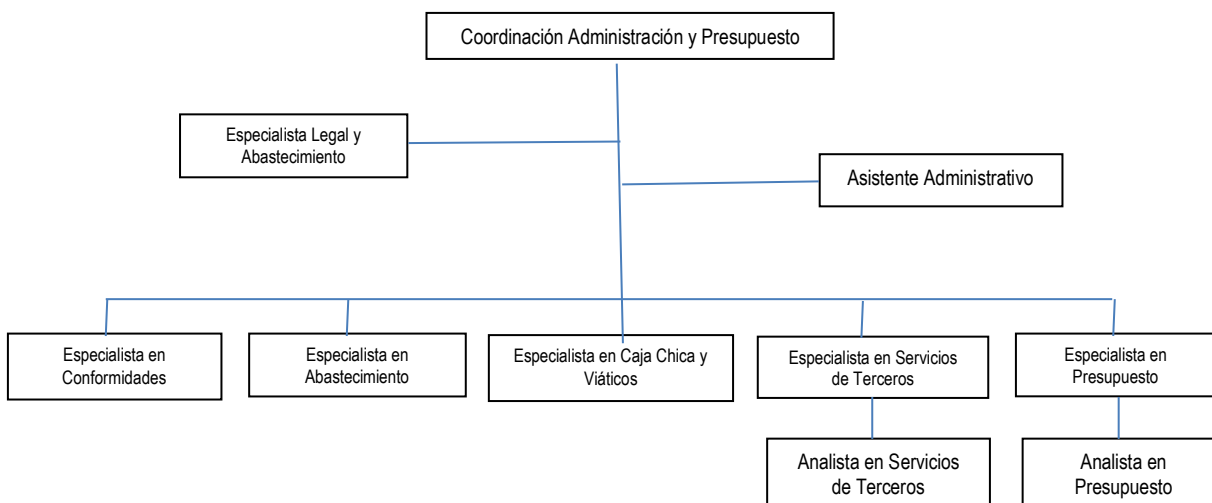 Coordinación Administración y Presupuesto
Especialista Legal y
Abastecimiento
Asistente Administrativo
Especialista en
Conformidades
Especialista en
Abastecimiento
Especialista en Caja Chica y
Viáticos
Especialista en Servicios
de Terceros
Especialista en
Presupuesto
Analista en Servicios
de Terceros
Analista en
Presupuesto